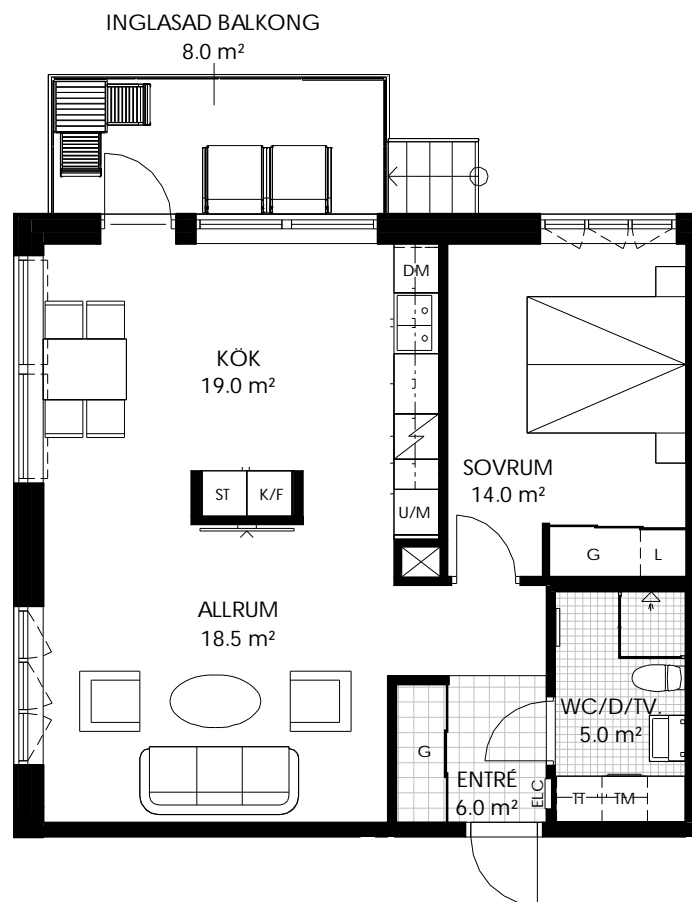 INGLASAD BALKONG
8.0 m²
DM
KÖK
19.0 m²
SOVRUM
14.0 m²
ST
K/F
U/M
G
L
ALLRUM
18.5 m²
WC/D/TV.
5.0 m²
G
ENTRÉ
6.0 m²
ELC
TT
TM